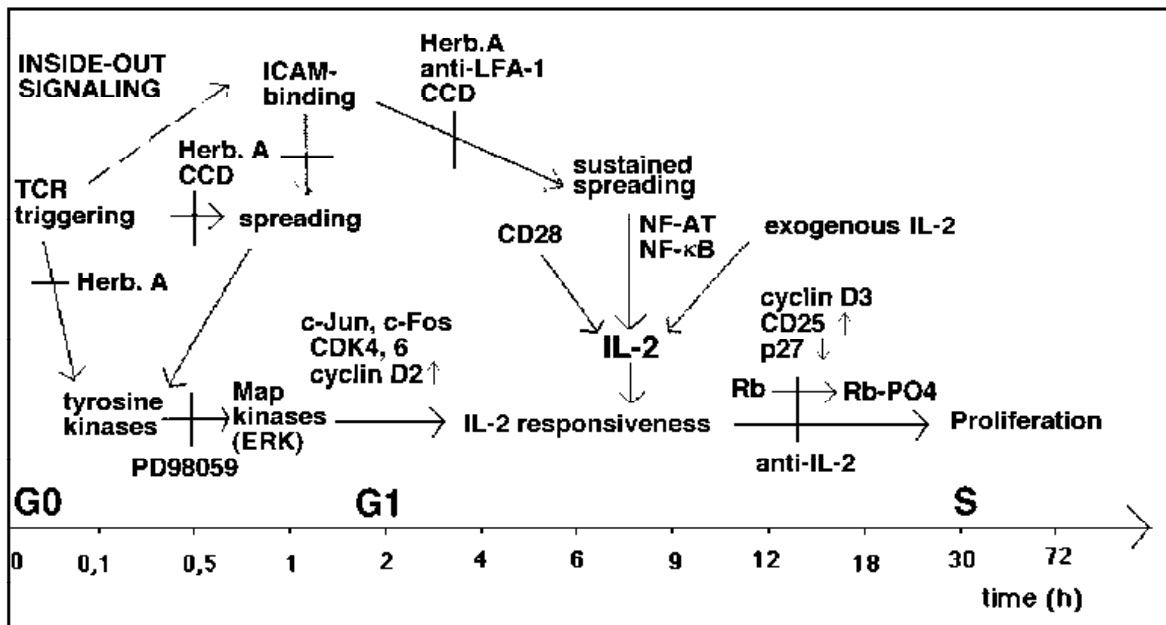 INSIDE-OUT
SIGNALING
ICAM-
binding
Herb.A
anti-LFA-1
CCD
Herb. A
CCD
TCR
triggering
spreading
sustained
spreading
Herb. A
CD28
NF-AT
NF-κB
exogenous IL-2
c-Jun, c-Fos
CDK4, 6
cyclin D2↑
IL-2
cyclin D3
CD25 ↑
p27 ↓
Rb
Rb-PO4
tyrosine
kinases
Map
kinases
(ERK)
IL-2 responsiveness
Proliferation
PD98059
anti-IL-2
G0 G1 S
0 0,1 0,5 1 2 4 6 9 12 18 30 72
time (h)